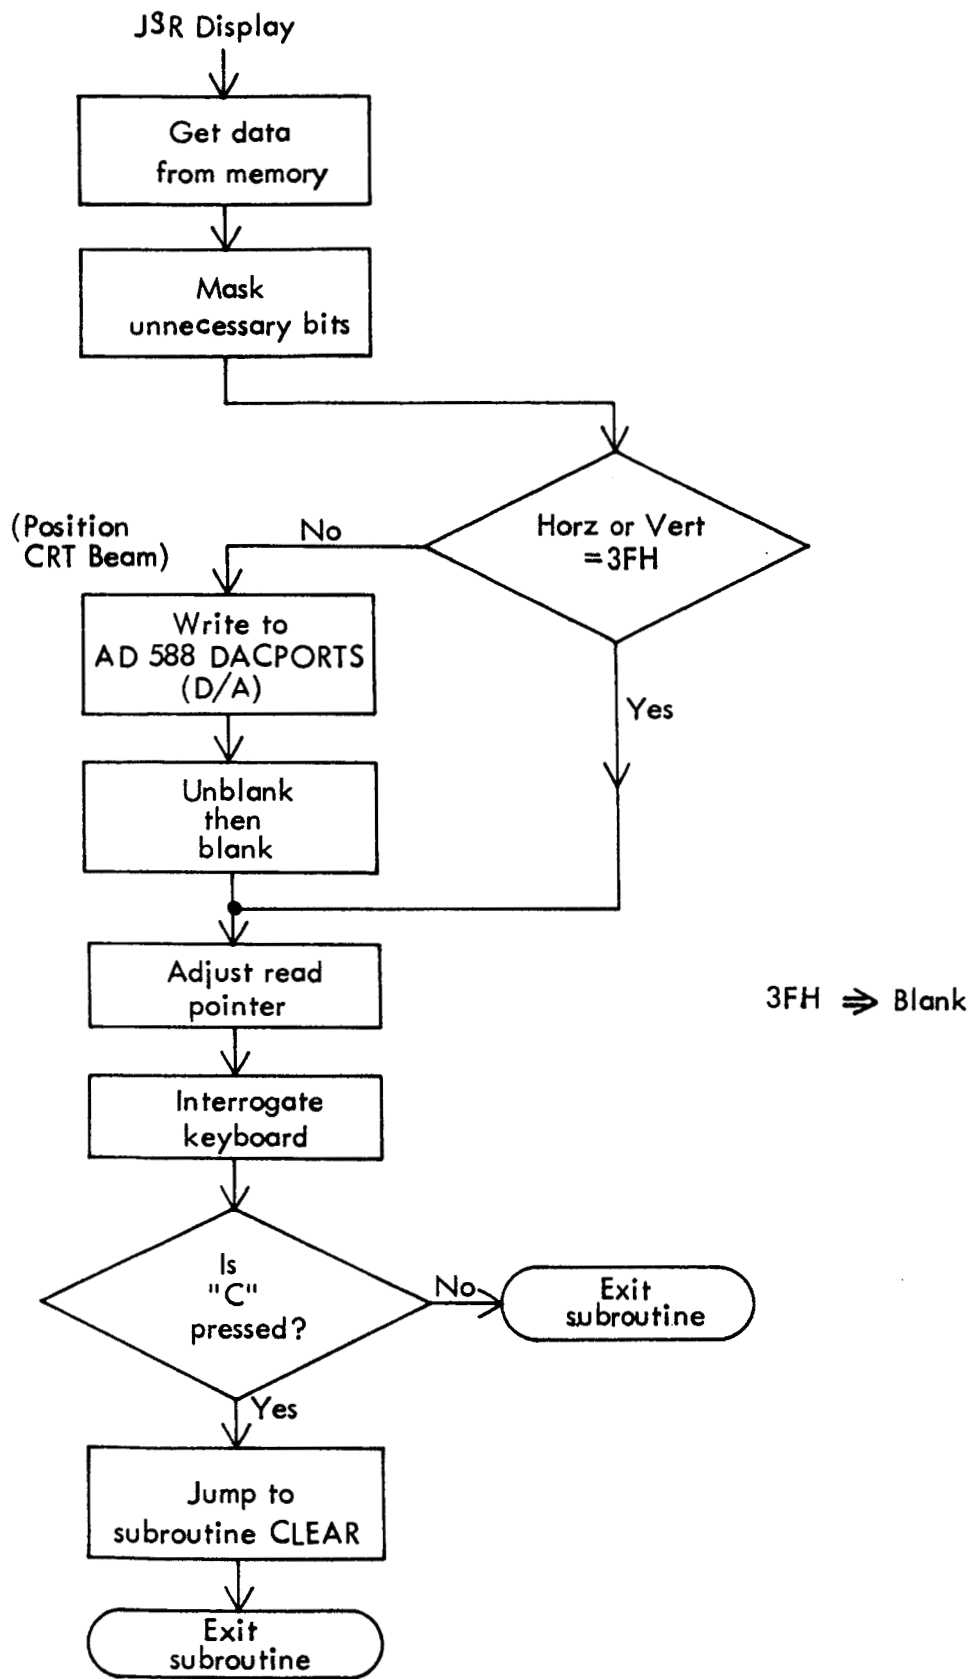 JSR Display
Get data
from memory
Mask
unnecessary bits
Horz or Vert
=3FH
No
(Position
CRT Beam)
Write to
AD 588 DACPORTS
(D/A)
Yes
Unblank
then
blank
Adjust read
pointer
3FH ⇒ Blank
Interrogate
keyboard
Is
"C"
pressed?
No
Exit
subroutine
Yes
Jump to
subroutine CLEAR
Exit
subroutine